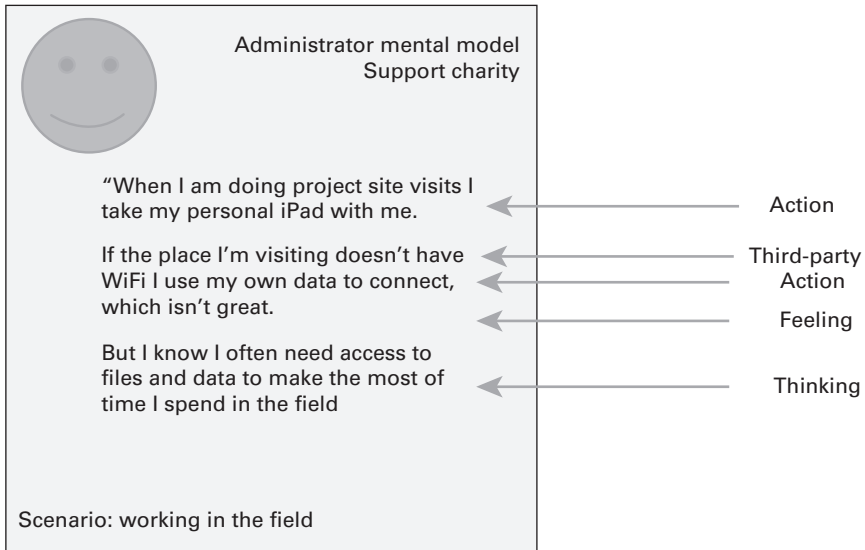 Administrator mental model
Support charity
“When I am doing project site visits I
take my personal iPad with me.
Action
If the place I’m visiting doesn’t have
Third-party
WiFi I use my own data to connect,
Action
which isn’t great.
Feeling
But I know I often need access to
files and data to make the most of
Thinking
time I spend in the field
Scenario: working in the field